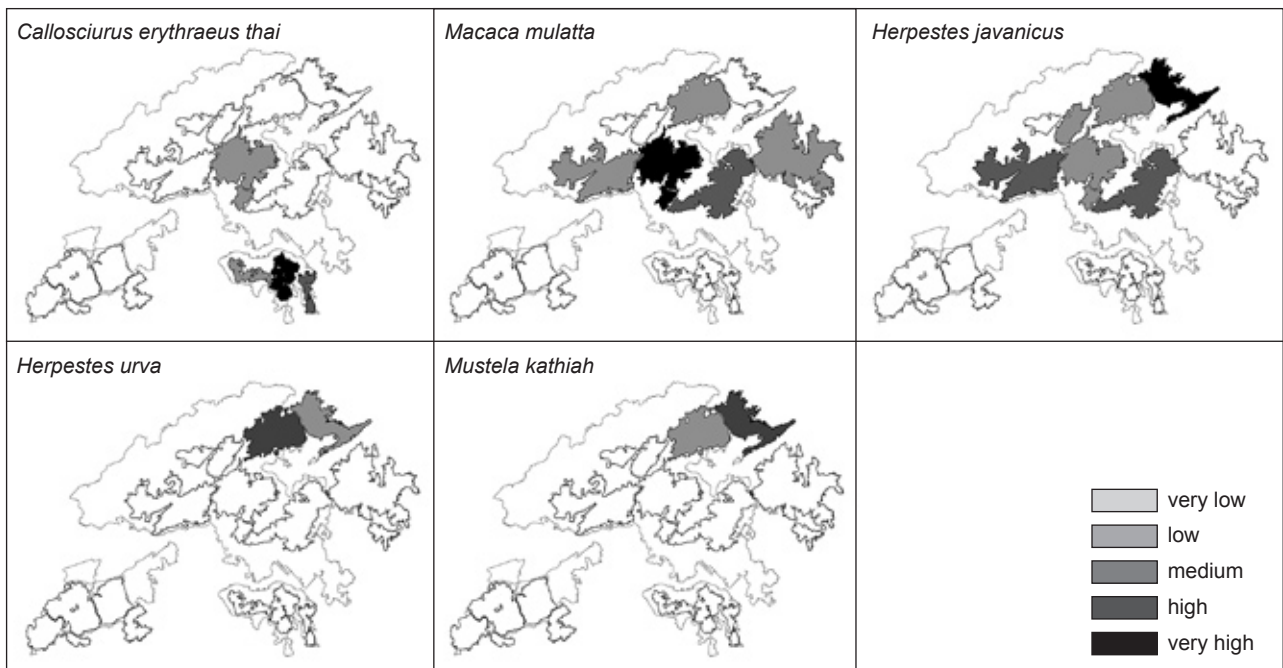 Callosciurus erythraeus thai
Macaca mulatta
Herpestes javanicus
Herpestes urva
Mustela kathiah
very low
low
medium
high
very high